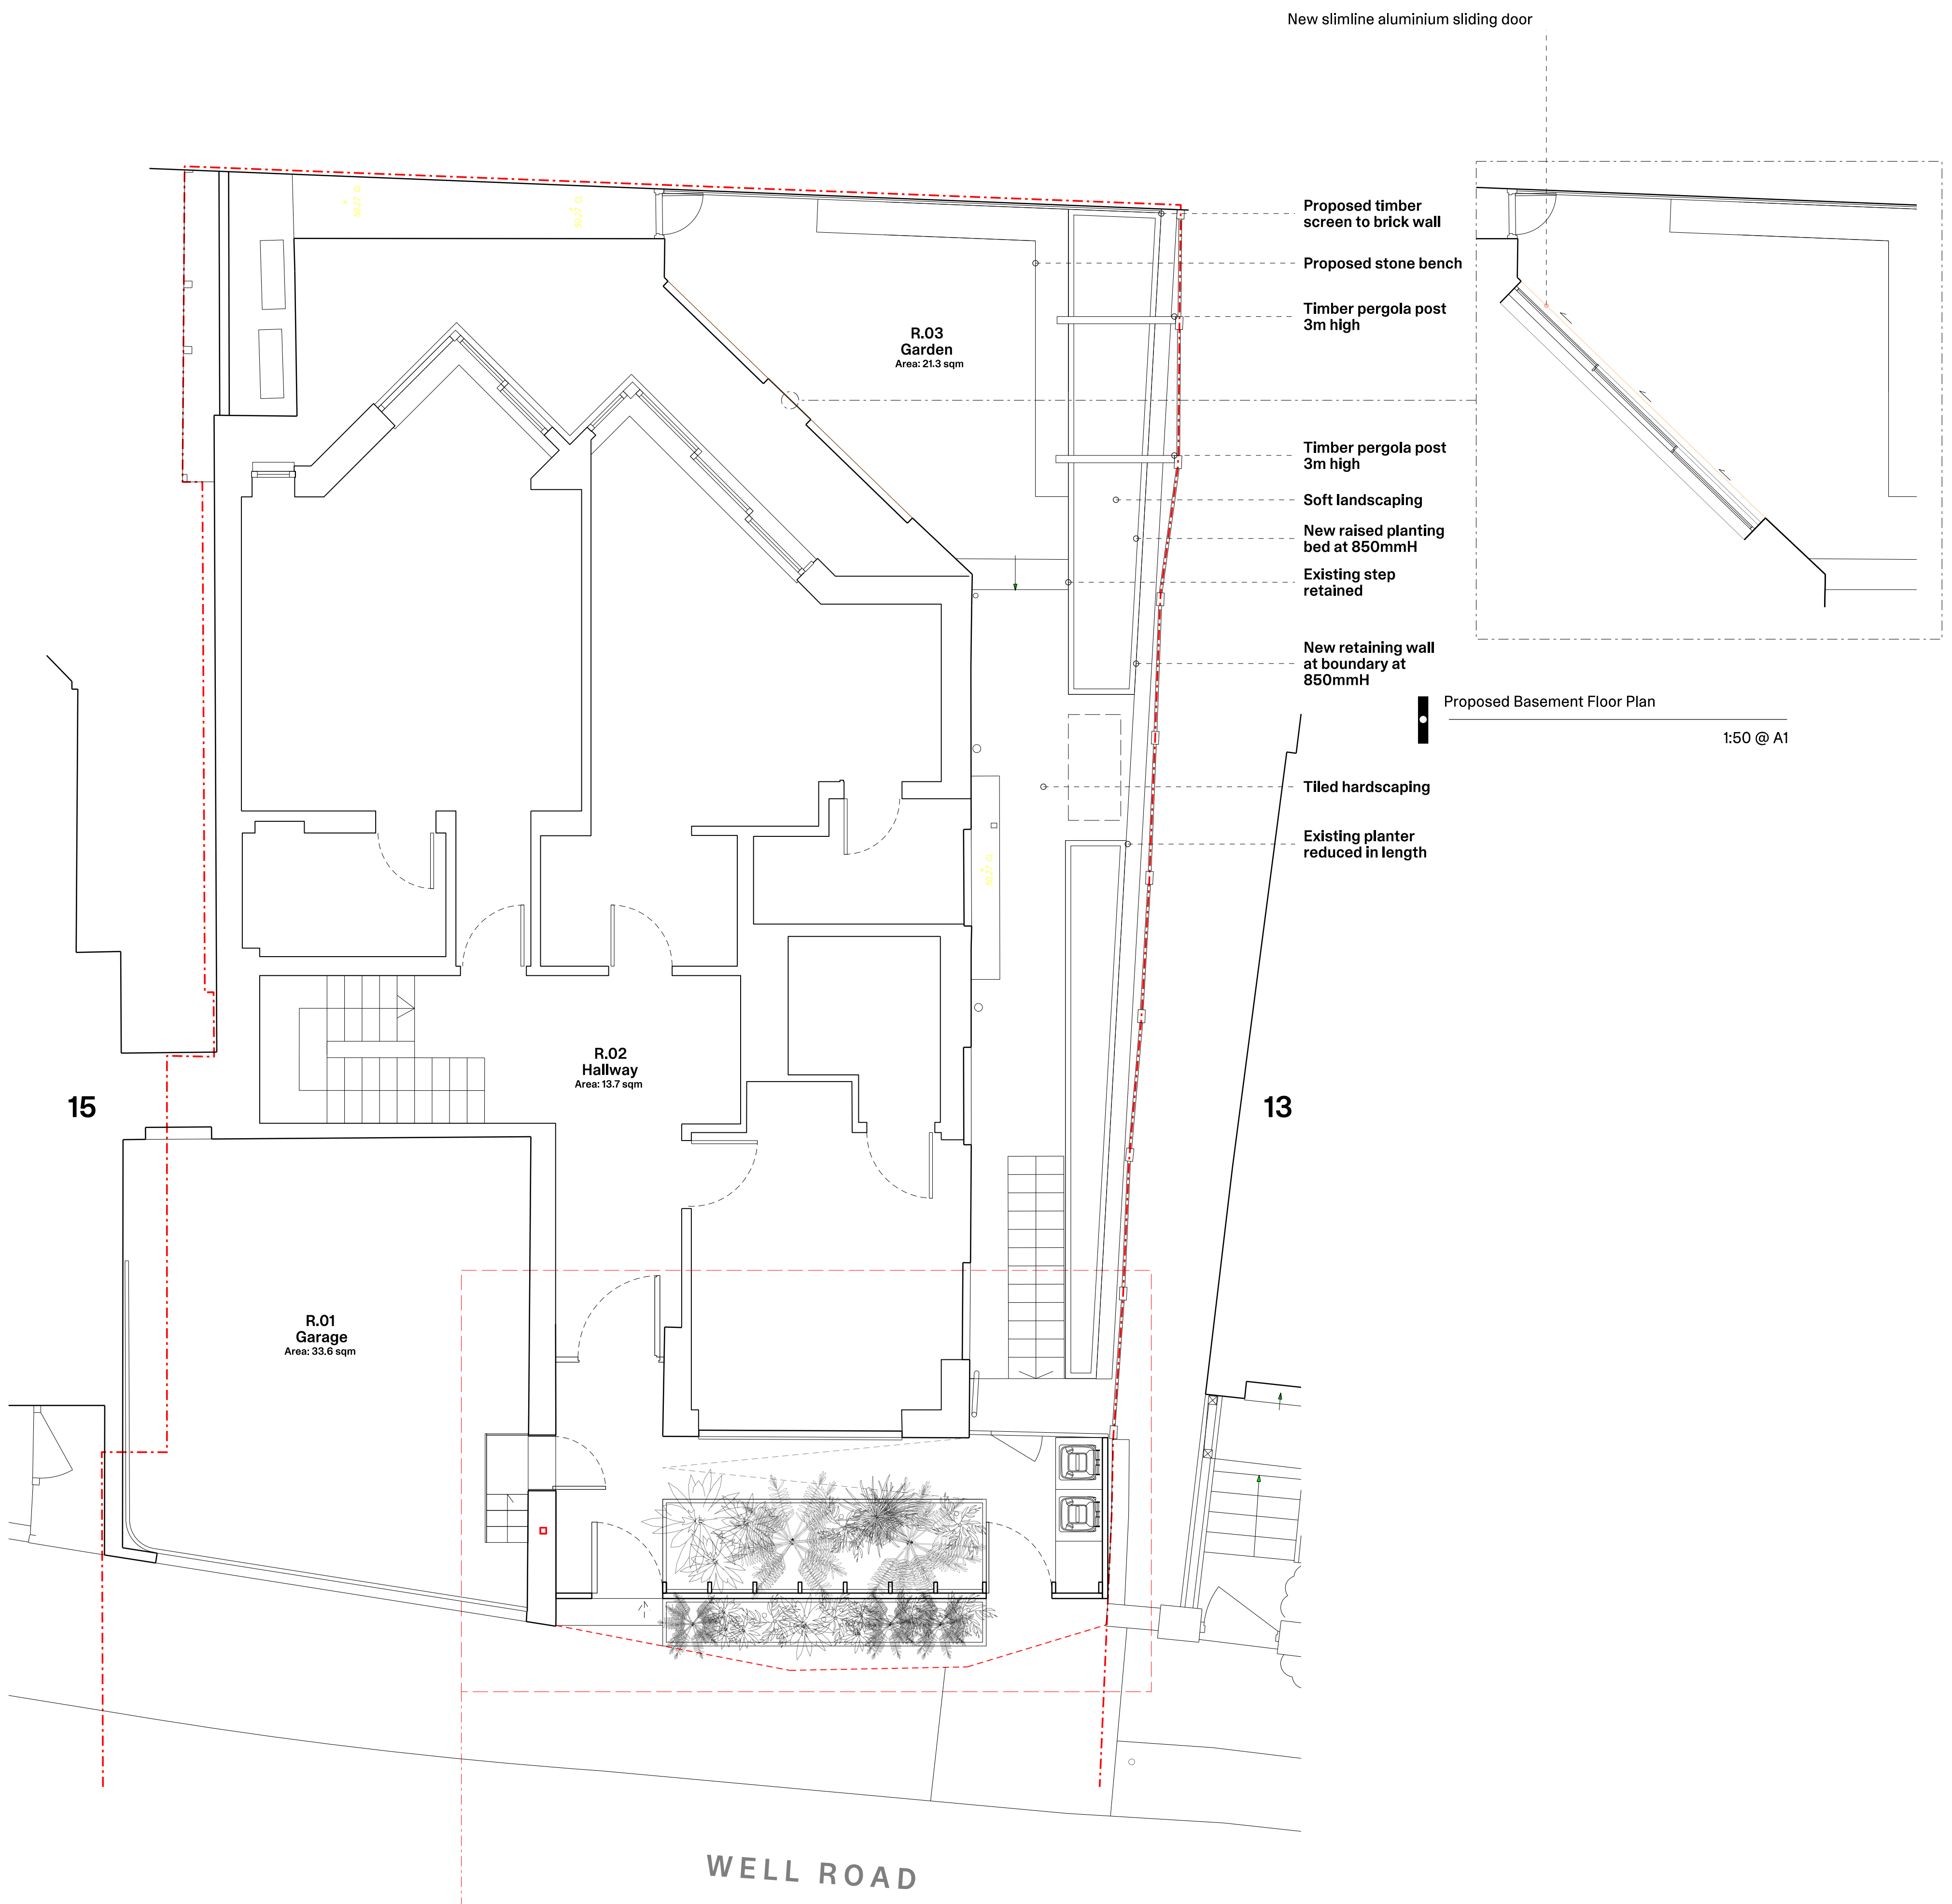 New slimline aluminium sliding door
Proposed timber
screen to brick wall
Proposed stone bench
Timber pergola post
3m high
R.03
Garden
Area: 21.3 sqm
Timber pergola post
3m high
Soft landscaping
New raised planting
bed at 850mmH
Existing step
retained
New retaining wall
at boundary at
850mmH
Proposed Basement Floor Plan
1:50 @ A1
Tiled hardscaping
Existing planter
reduced in length
R.02
Hallway
Area: 13.7 sqm
15
13
R.01
Garage
Area: 33.6 sqm
WELL ROAD